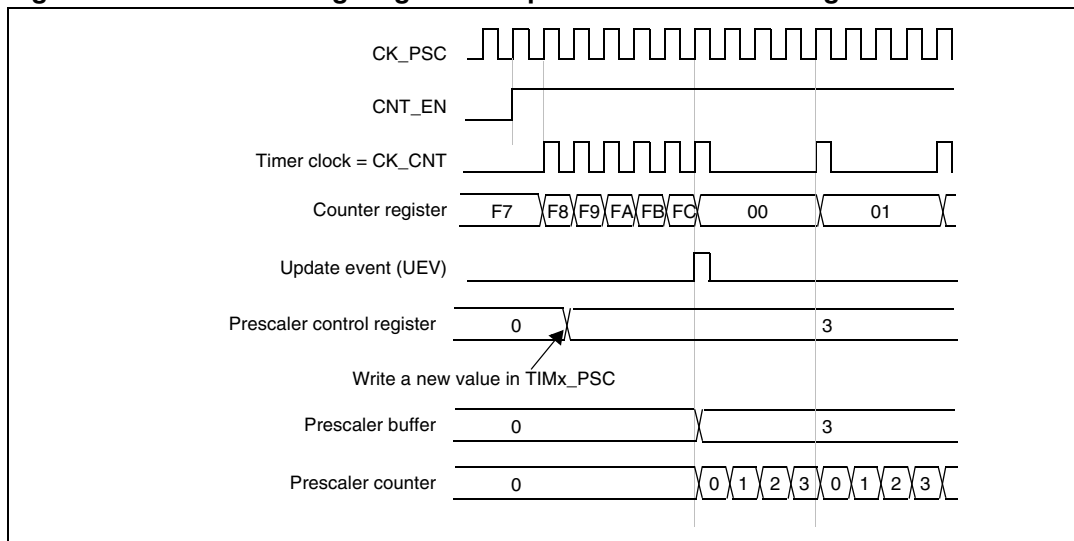 CK_PSC
CNT_EN
Timer clock = CK_CNT
Counter register F7 F8 F9 FA FB FC 00 01
Update event (UEV)
Prescaler control register 0 3
Write a new value in TIMx_PSC
Prescaler buffer 0 3
Prescaler counter 0 0 1 2 3 0 1 2 3